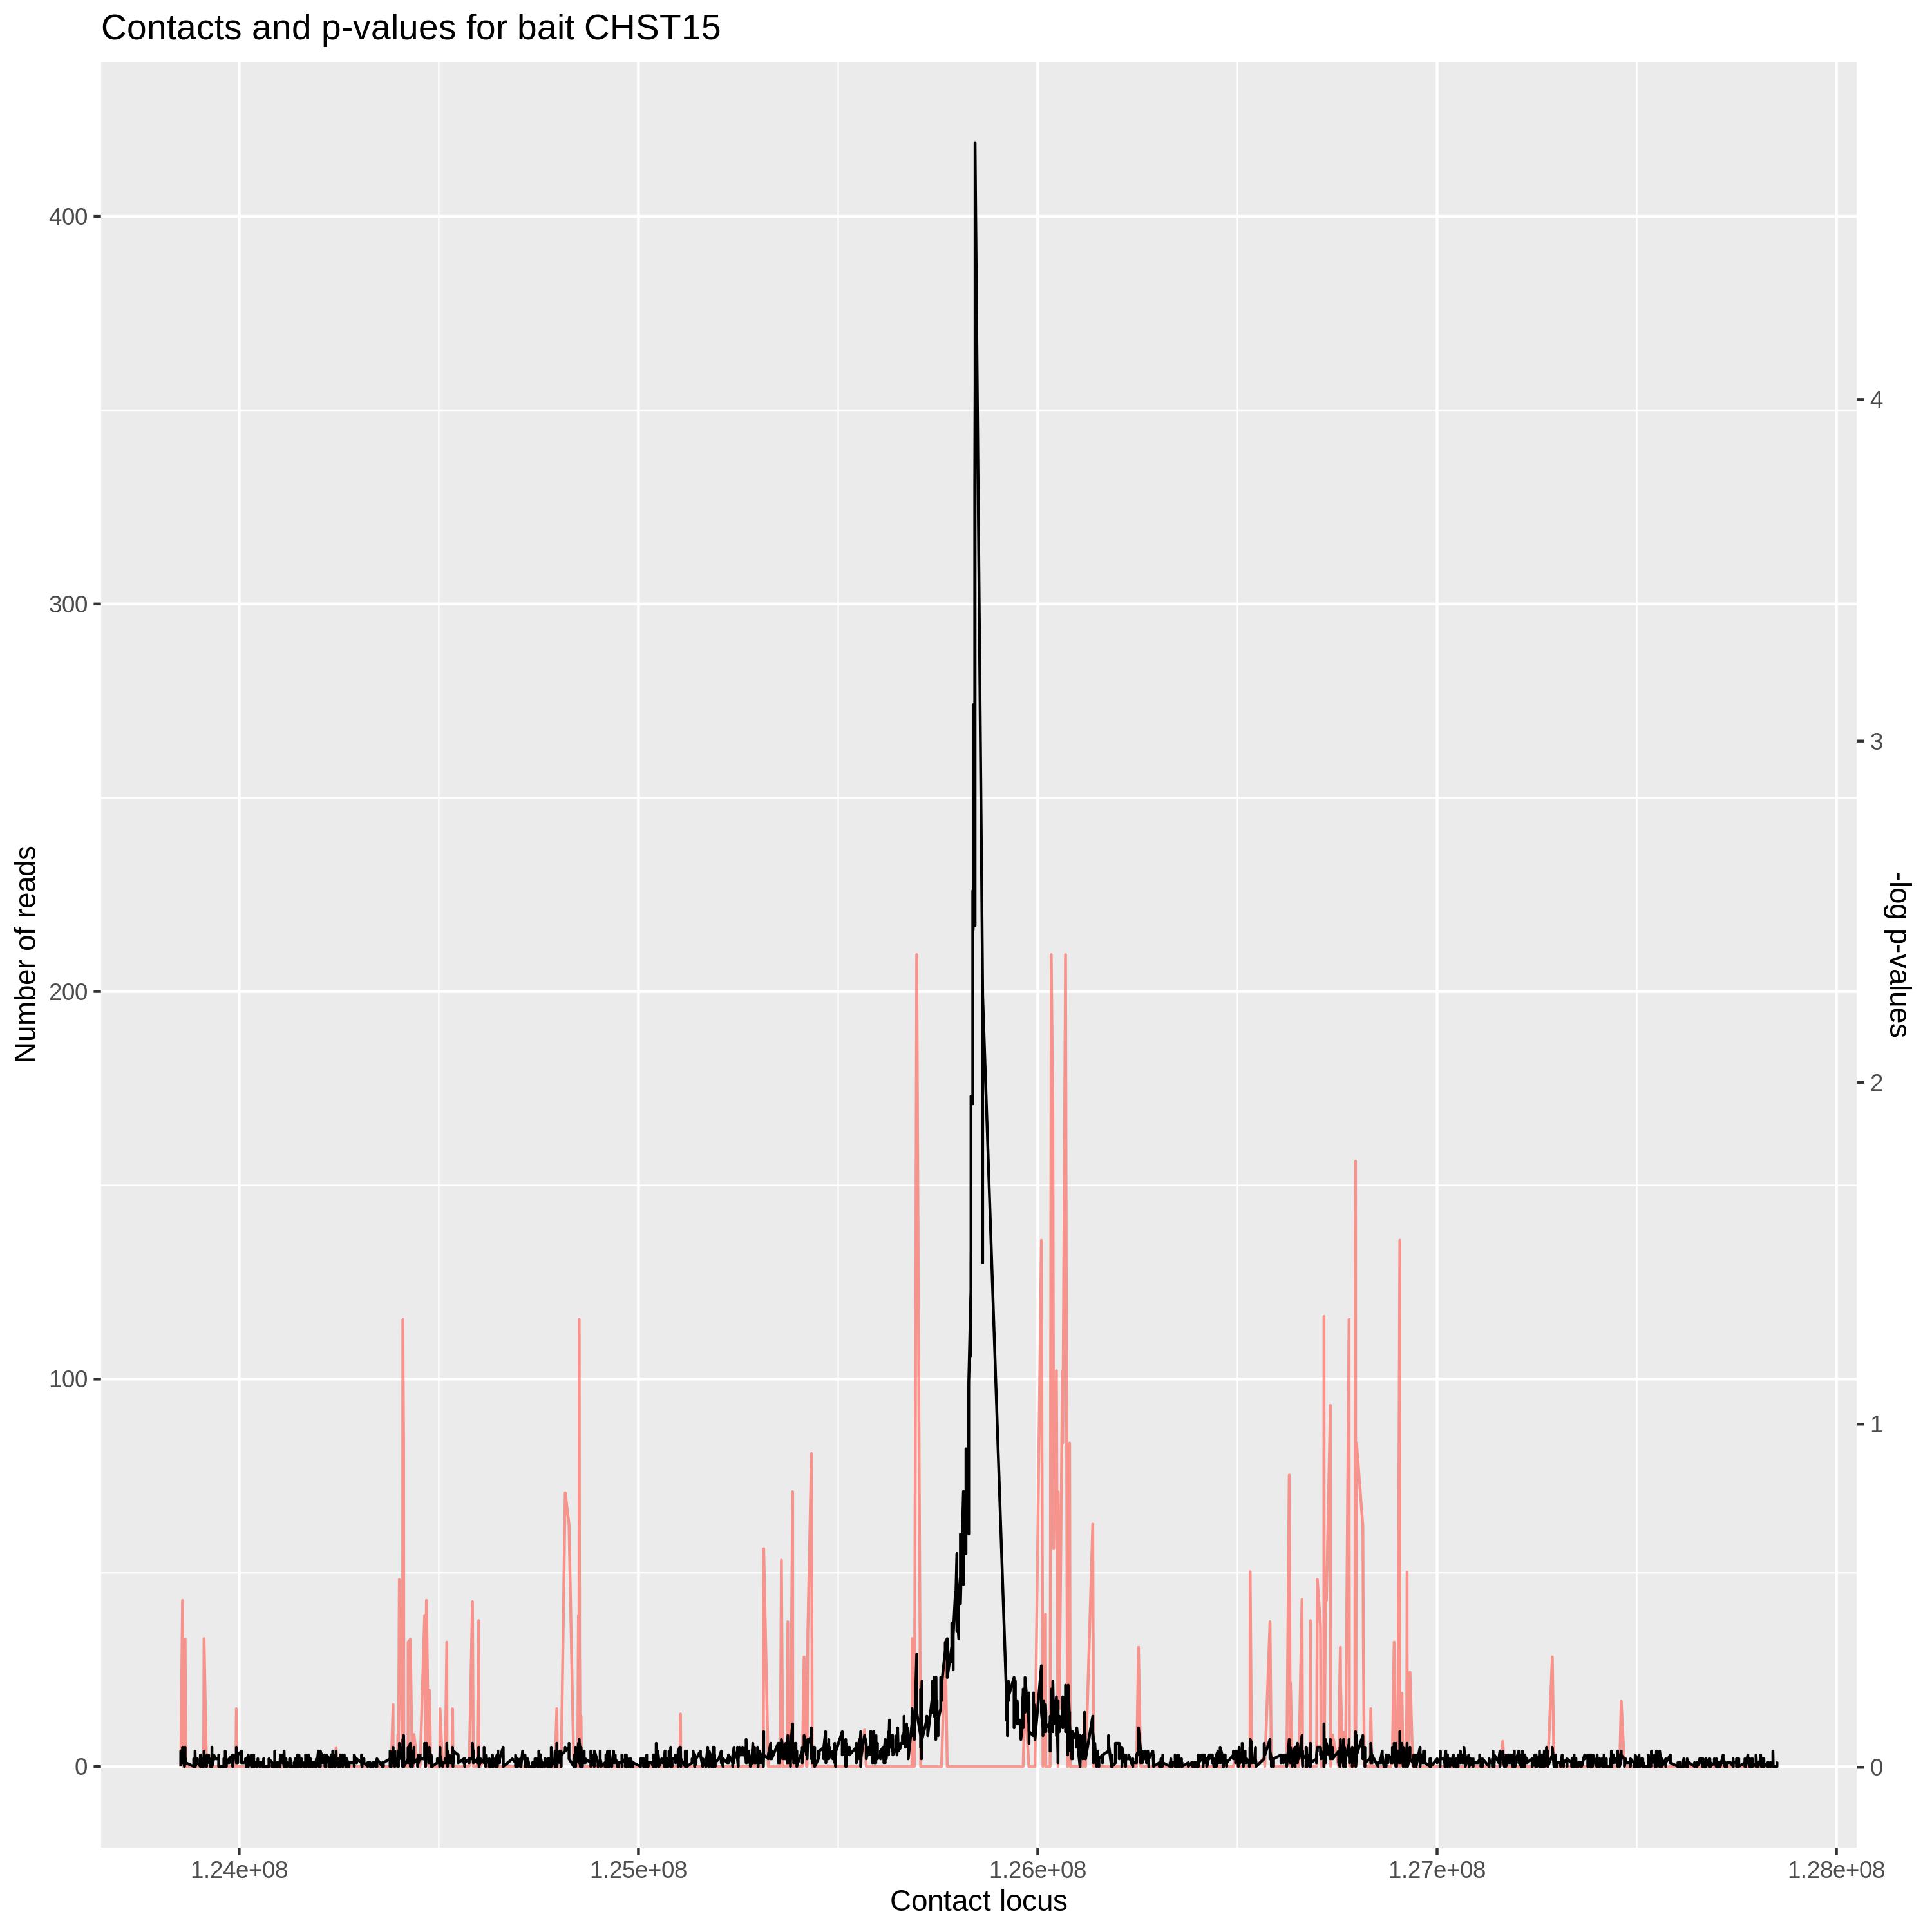 Contacts and p-values for bait CHST15
400
300
200
100
0
Number of reads
4
3
2
1
0
-log p-values
1.24e+08
1.25e+08
1.26e+08
1.27e+08
1.28e+08
Contact locus